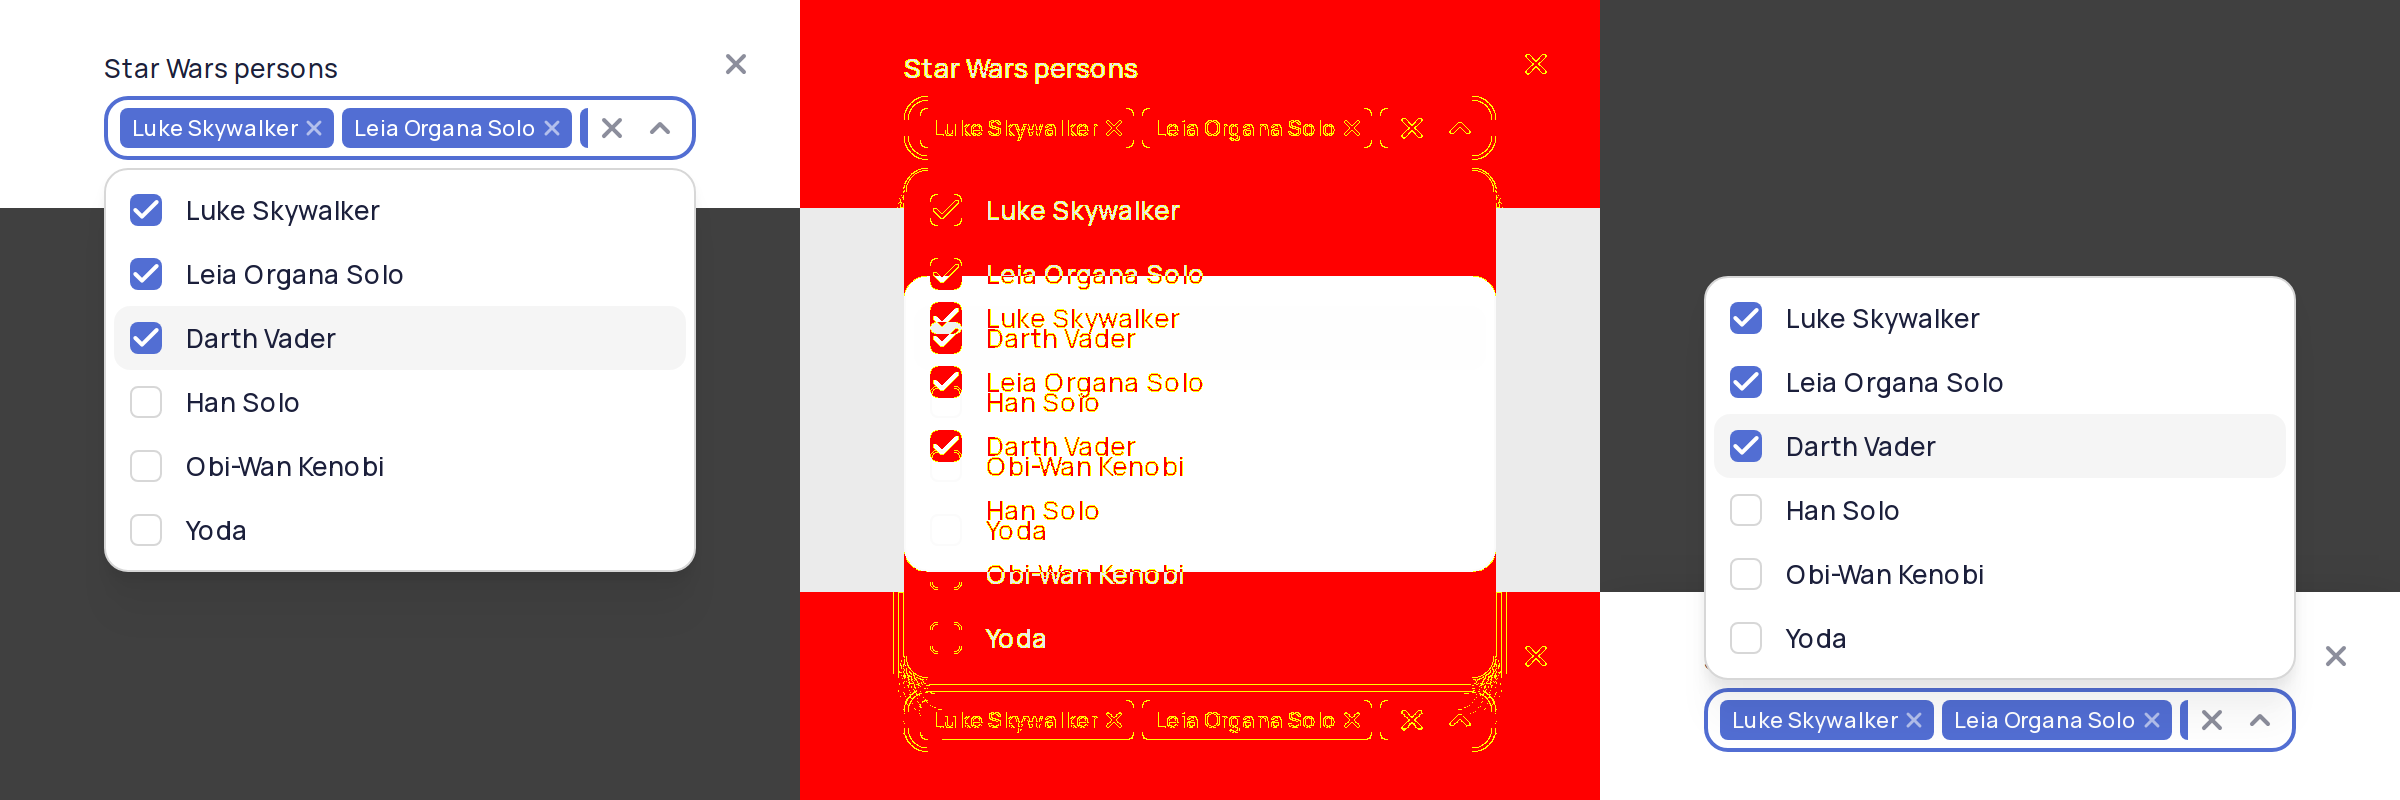 Star Wars persons
Luke Skywalker
Leia Organa Solo
Luke Skywalker
Leia Organa Solo
Darth Vader
Han Solo
Obi-Wan Kenobi
Yoda
Star Wars persons
Luke Skywalker
Leia Organa Solo
Luke Skywalker
Leia Organa Solo
Luke Skywalker
Darth Vader
Leia Organa Solo
Han Solo
Darth Vader
Obi-Wan Kenobi
Han Solo
Yoda
Obi-Wan Kenobi
Yoda
Luke Skywalker
Leia Organa Solo
Luke Skywalker
Leia Organa Solo
Darth Vader
Han Solo
Obi-Wan Kenobi
Yoda
Luke Skywalker
Leia Organa Solo